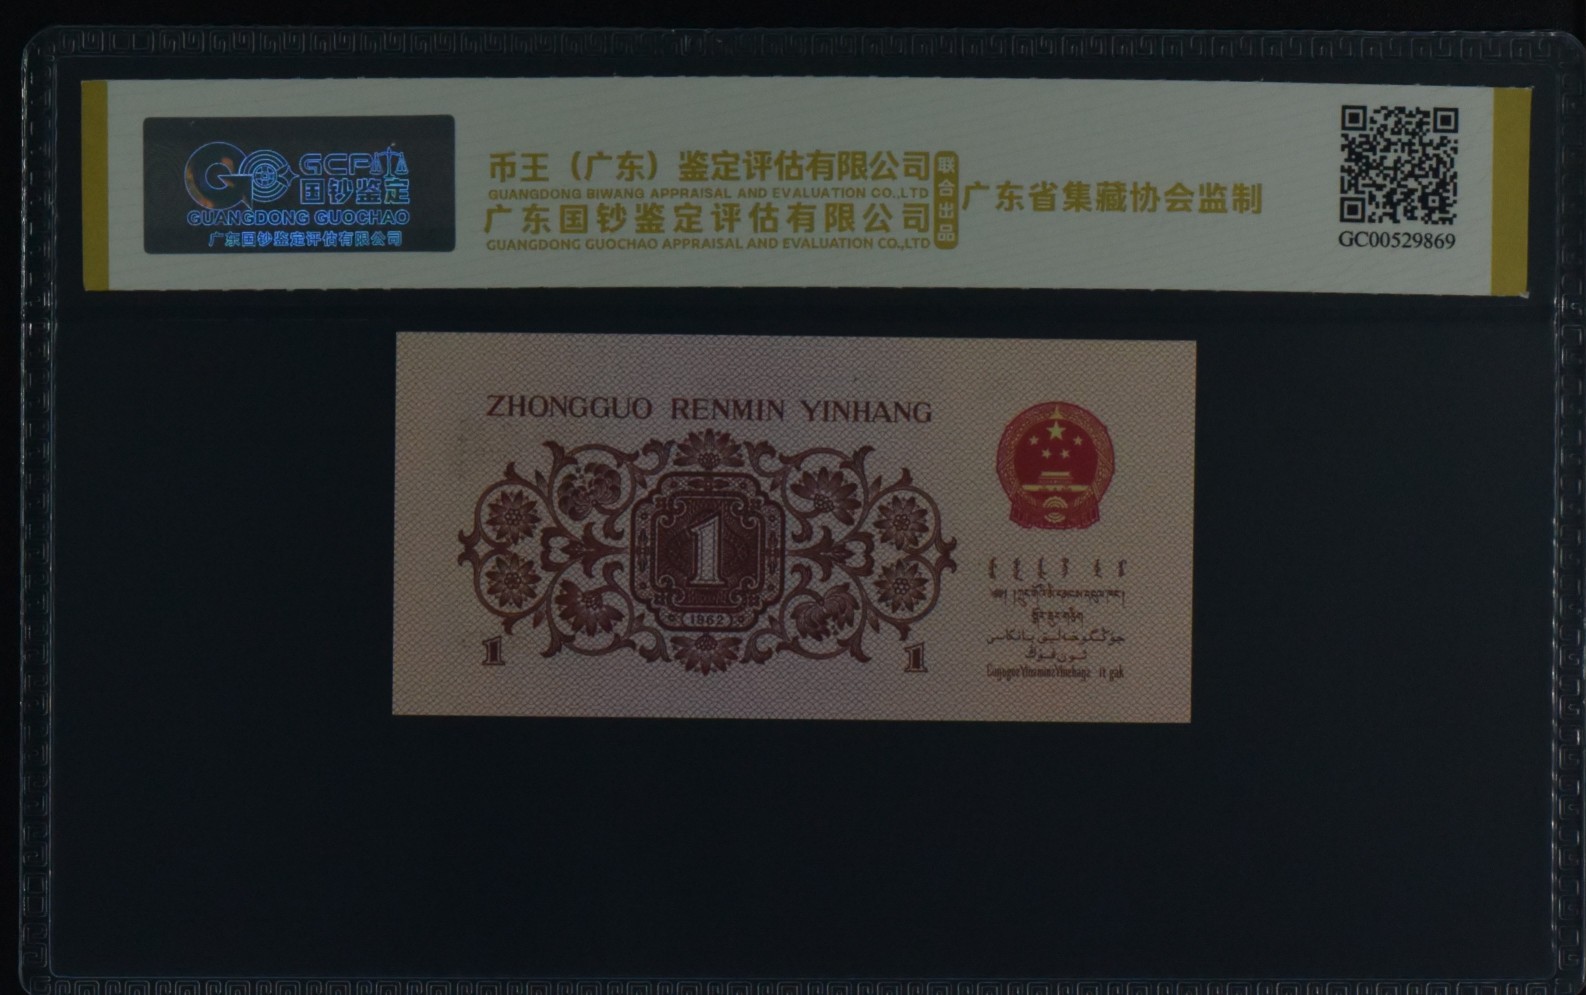 GCP
国钞鉴定
GUANGDONG GUOCHAO
广东国钞鉴定评估有限公司
币王（广东）鉴定评估有限公司
GUANGDONG BIWANG APPRAISAL AND EVALUATION CO.,LTD
广东国钞鉴定评估有限公司
GUANGDONG GUOCHAO APPRAISAL AND EVALUATION CO.,LTD
联合出品
广东省集藏协会监制
GC00529869
ZHONGGUO RENMIN YINHANG
1
1962
1
1